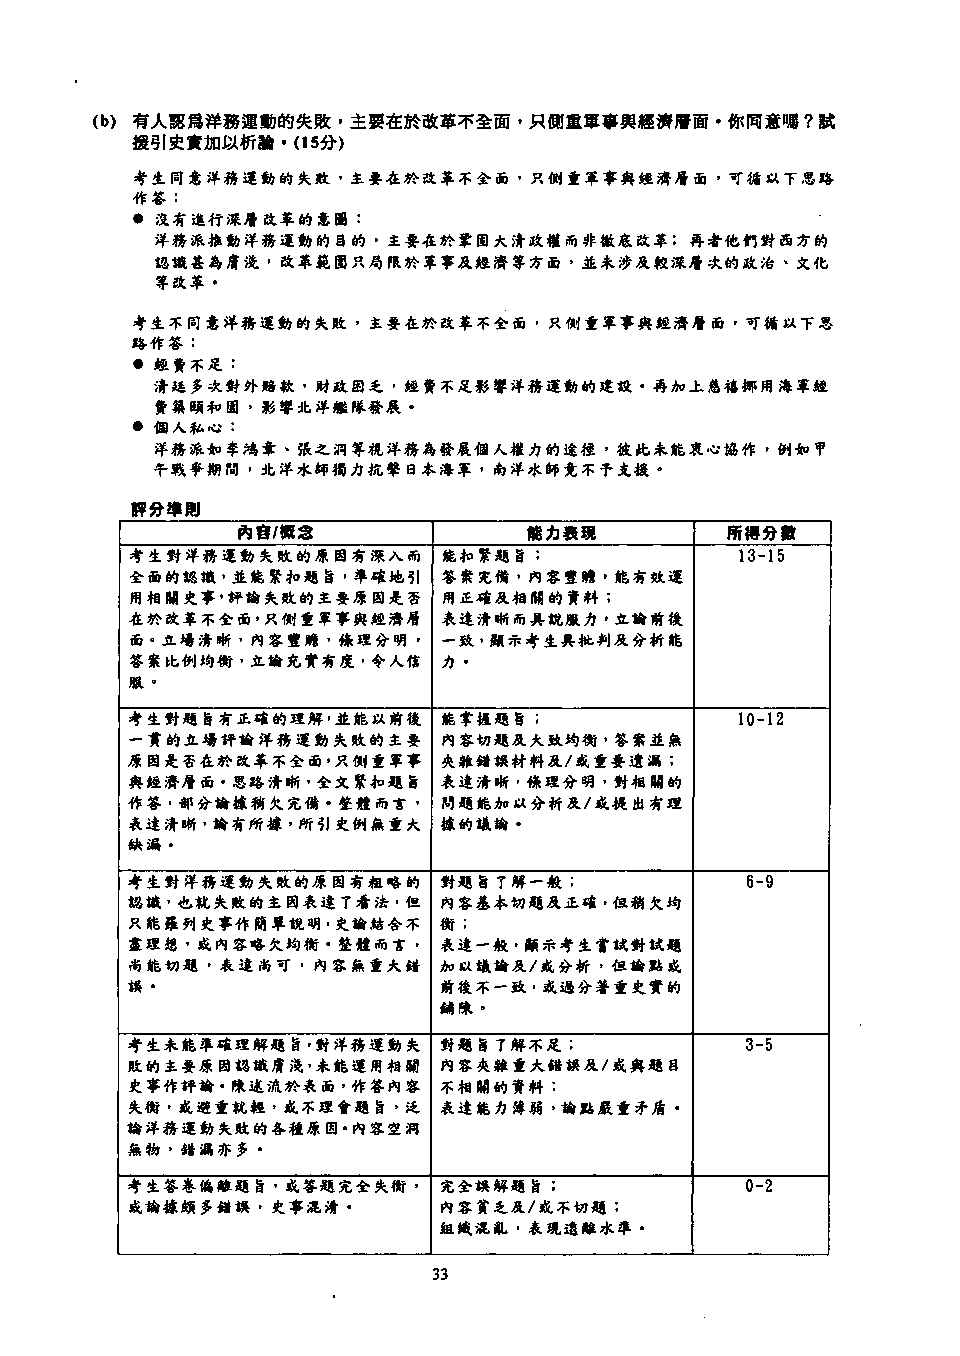 (b) 有人認為洋務運動的失敗，主要在於改革不全面，只側重軍事與經濟層面。你同意嗎？試
援引史實加以析論。(15分)
考生同意洋務運動的失敗，主要在於改革不全面，只側重軍事與經濟層面，可循以下思路
作答：
● 沒有進行深層改革的意圖：
洋務派推動洋務運動的目的，主要在於鞏固大清政權而非徹底改革；再者他們對西方的
認識甚為膚淺，改革範圍只局限於軍事及經濟等方面，並未涉及較深層次的政治、文化
等改革。
考生不同意洋務運動的失敗，主要在於改革不全面，只側重軍事與經濟層面，可循以下思
路作答：
● 經費不足：
清廷多次對外賠款，財政困乏，經費不足影響洋務運動的建設。再加上慈禧挪用海軍經
費築頤和園，影響北洋艦隊發展。
● 個人私心：
洋務派如李鴻章、張之洞等視洋務為發展個人權力的途徑，彼此未能衷心協作，例如甲
午戰爭期間，北洋水師獨力抗擊日本海軍，南洋水師竟不予支援。
評分準則
內容/概念 能力表現 所得分數
考生對洋務運動失敗的原因有深入而
全面的認識，並能緊扣題旨，準確地引
用相關史事，評論失敗的主要原因是否
在於改革不全面，只側重軍事與經濟層
面。立場清晰，內容豐贍，條理分明，
答案比例均衡，立論充實有度，令人信
服。
能扣緊題旨；
答案完備，內容豐贍，能有效運
用正確及相關的資料；
表達清晰而具說服力，立論前後
一致，顯示考生具批判及分析能
力。
13-15
考生對題旨有正確的理解，並能以前後
一貫的立場評論洋務運動失敗的主要
原因是否在於改革不全面，只側重軍事
與經濟層面。思路清晰，全文緊扣題旨
作答，部分論據稍欠完備。整體而言，
表達清晰，論有所據，所引史例無重大
缺漏。
能掌握題旨；
內容切題及大致均衡，答案並無
夾雜錯誤材料及/或重要遺漏；
表達清晰，條理分明，對相關的
問題能加以分析及/或提出有理
據的議論。
10-12
考生對洋務運動失敗的原因有粗略的
認識，也就失敗的主因表達了看法，但
只能羅列史事作簡單說明，史論結合不
盡理想，或內容略欠均衡。整體而言，
尚能切題，表達尚可，內容無重大錯
誤。
對題旨了解一般；
內容基本切題及正確，但稍欠均
衡；
表達一般，顯示考生嘗試對試題
加以議論及/或分析，但論點或
前後不一致，或過分著重史實的
鋪陳。
6-9
考生未能準確理解題旨，對洋務運動失
敗的主要原因認識膚淺，未能運用相關
史事作評論。陳述流於表面，作答內容
失衡，或避重就輕，或不理會題旨，泛
論洋務運動失敗的各種原因。內容空洞
無物，錯漏亦多。
對題旨了解不足；
內容夾雜重大錯誤及/或與題目
不相關的資料；
表達能力薄弱，論點嚴重矛盾。
3-5
考生答卷偏離題旨，或答題完全失衡，
或論據頗多錯誤，史事混淆。
完全誤解題旨；
內容貧乏及/或不切題；
組織混亂，表現遠離水準。
0-2
33